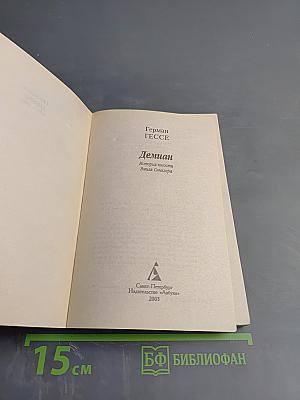 Герман
ГЕССЕ
Демиан
История юности
Эмиля Синклера
Санкт-Петербург
Издательство «Азбука»
2003
15 см
БФ БИБЛИОФАН